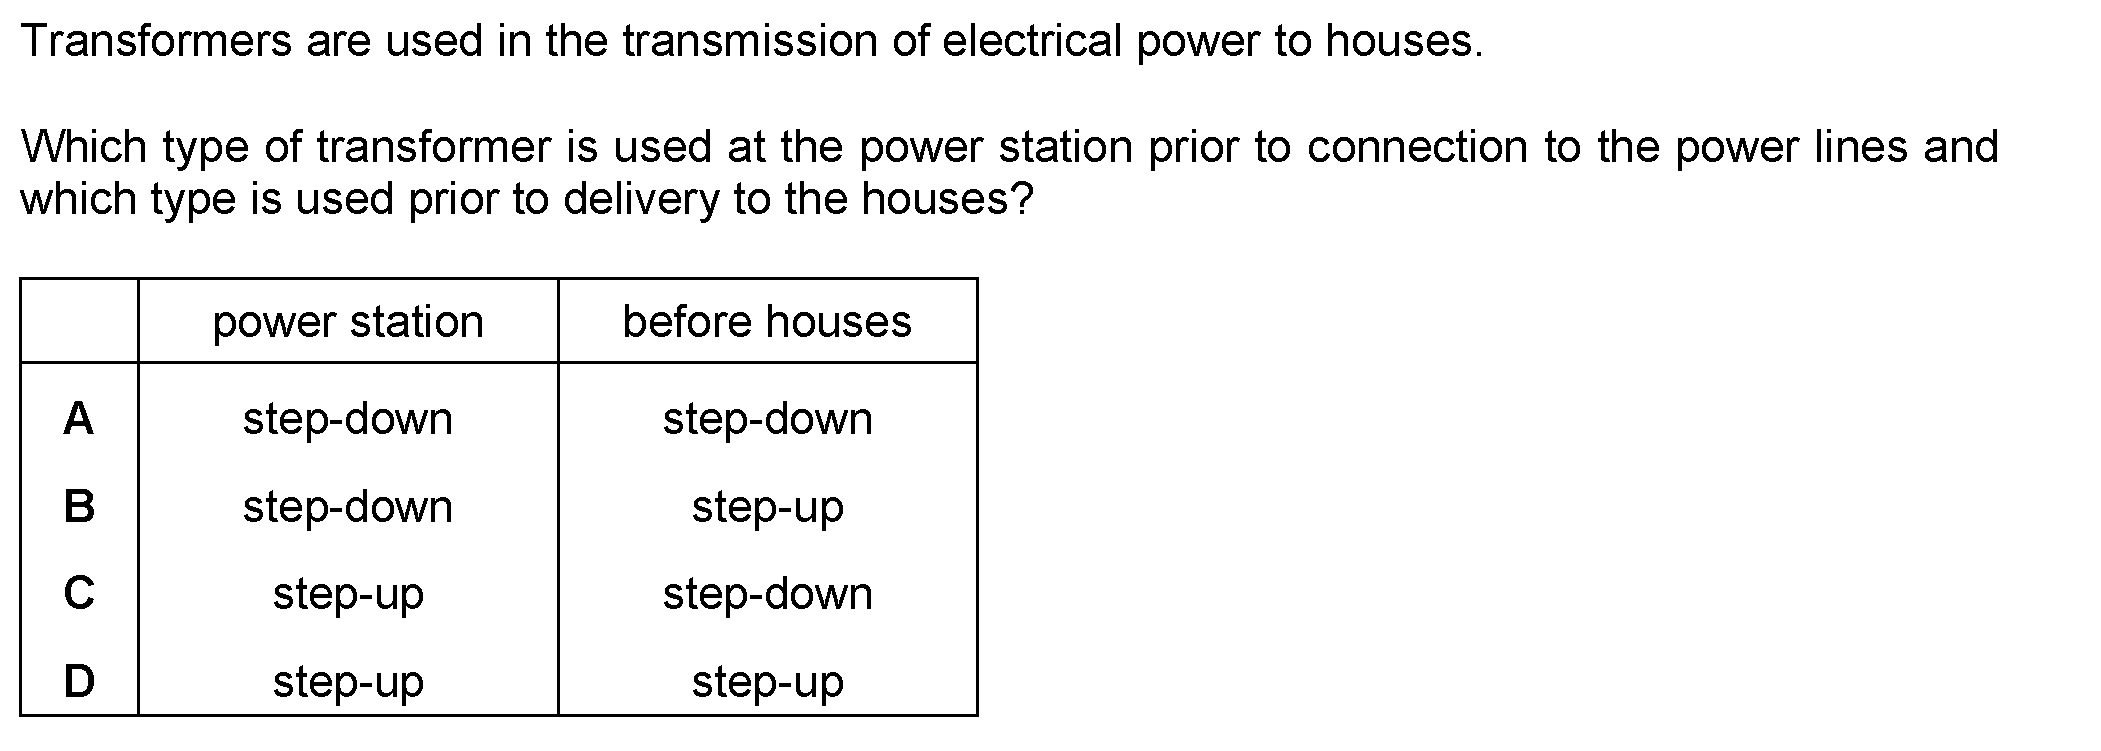 Transformers are used in the transmission of electrical power to houses.
Which type of transformer is used at the power station prior to connection to the power lines and
which type is used prior to delivery to the houses?
power station before houses
A step-down step-down
B step-down step-up
C step-up step-down
D step-up step-up